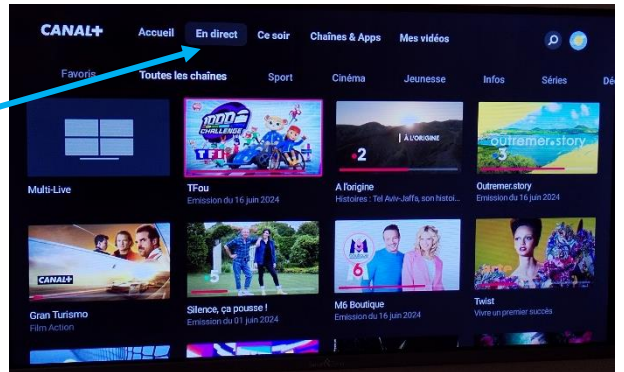 CANAL+ Accueil En direct Ce soir Chaînes & Apps Mes vidéos
Favoris Toutes les chaînes Sport Cinéma Jeunesse Infos Séries Dé
1000
CHALLENGE
TF1
•2
À L'ORIGINE
outremer.story
•3
Multi-Live
TFou
Emission du 16 juin 2024
A l'origine
Histoires : Tel Aviv-Jaffa, son histoi...
Outremer.story
Emission du 16 juin 2024
CANAL+
•5
6
Gran Turismo
Film Action
Silence, ça pousse !
Emission du 01 juin 2024
M6 Boutique
Emission du 16 juin 2024
Twist
Vivre un premier succès